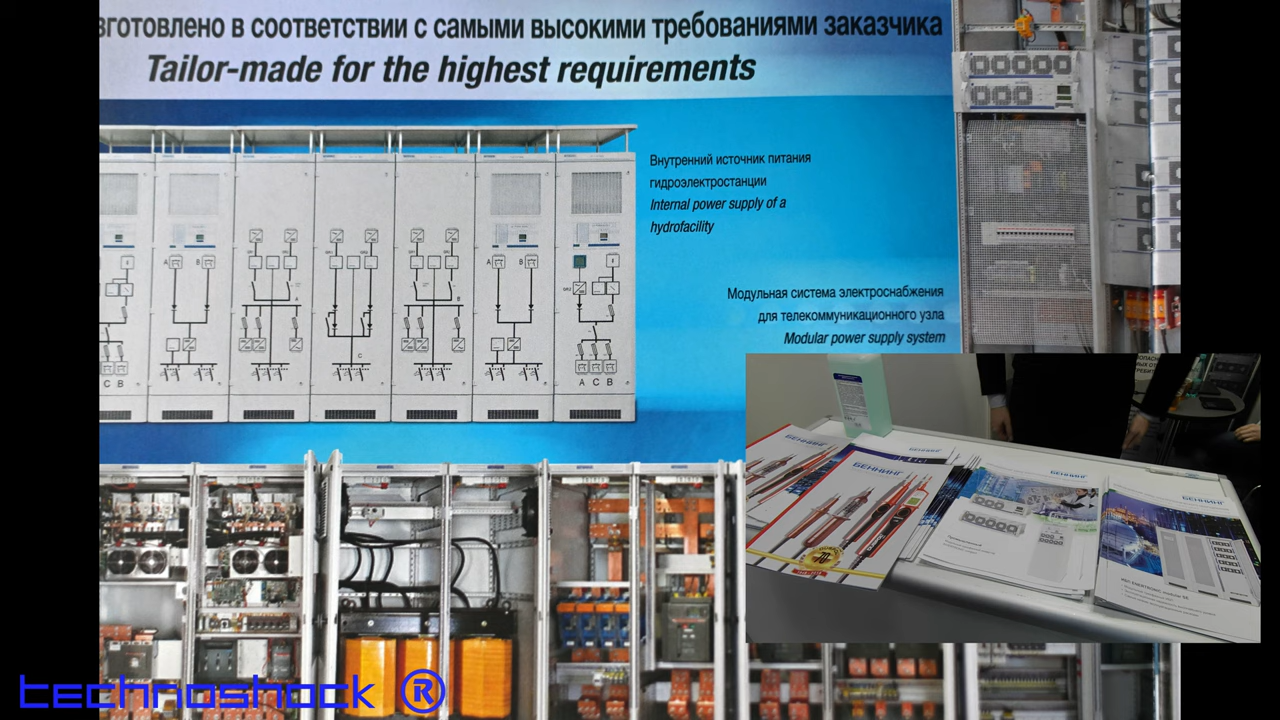 зготовлено в соответствии с самыми высокими требованиями заказчика
Tailor-made for the highest requirements
Внутренний источник питания
гидроэлектростанции
Internal power supply of a
hydrofacility
Модульная система электроснабжения
для телекоммуникационного узла
Modular power supply system
A B
A
B
C
A B
C B
A C B
БЕННИНГ
БЕННИНГ
БЕННИНГ
БЕННИНГ
technoshock ®